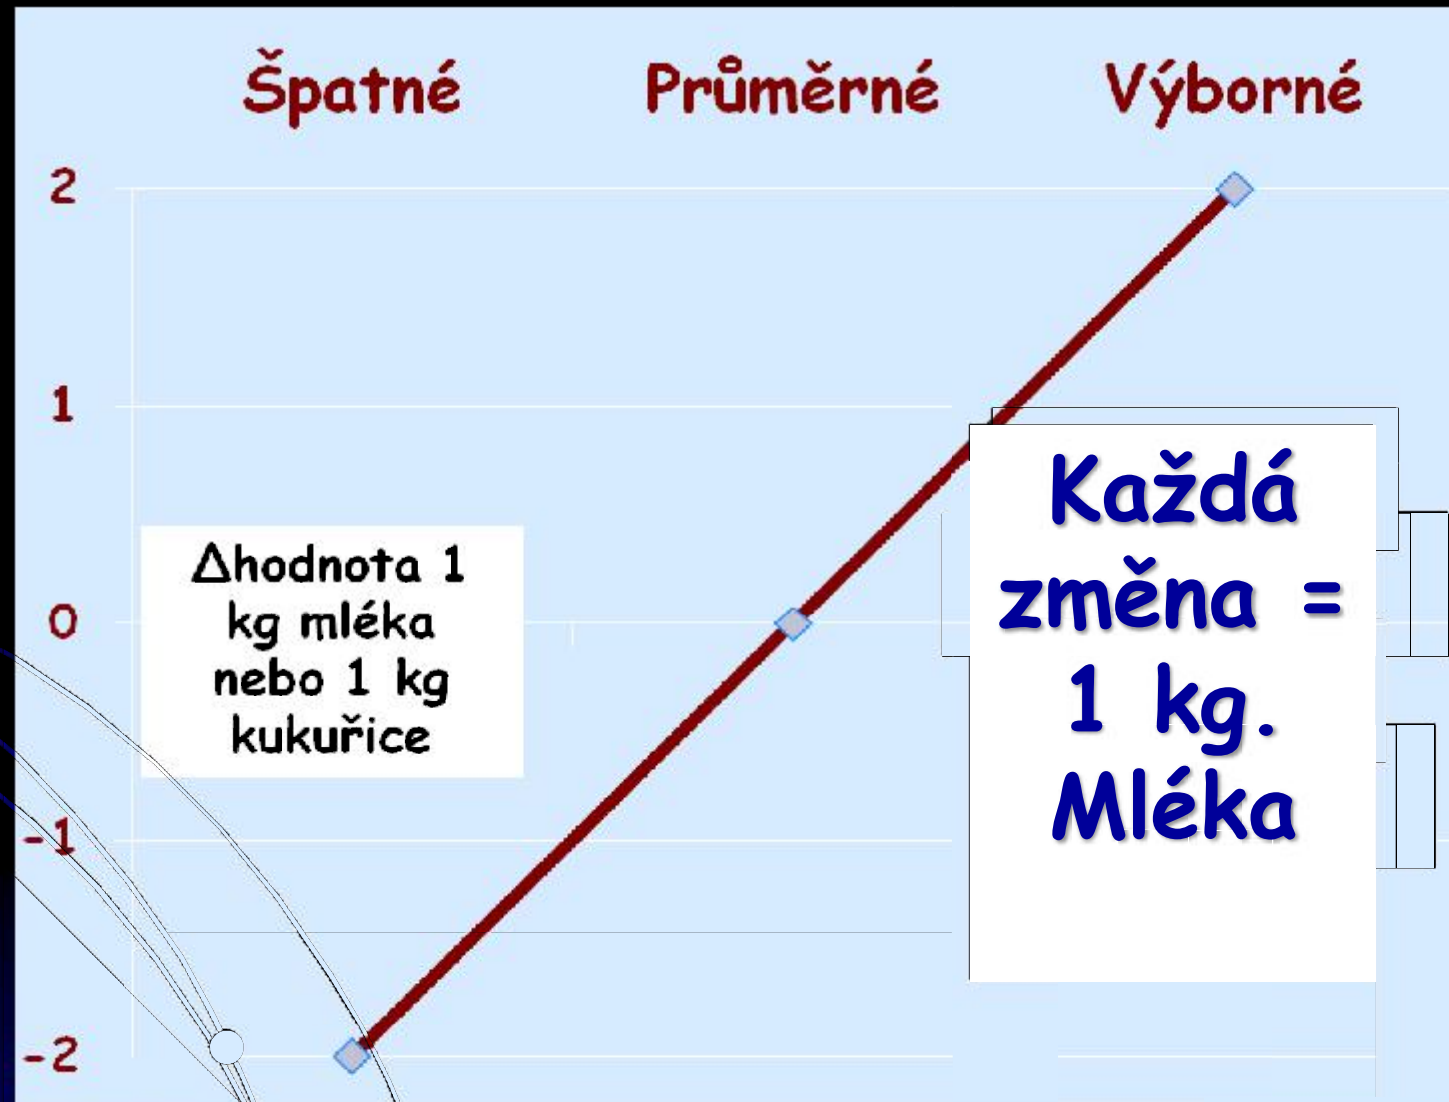 Špatné Průměrné Výborné
2
1
0
-1
-2
Δhodnota 1
kg mléka
nebo 1 kg
kukuřice
Každá
změna =
1 kg.
Mléka